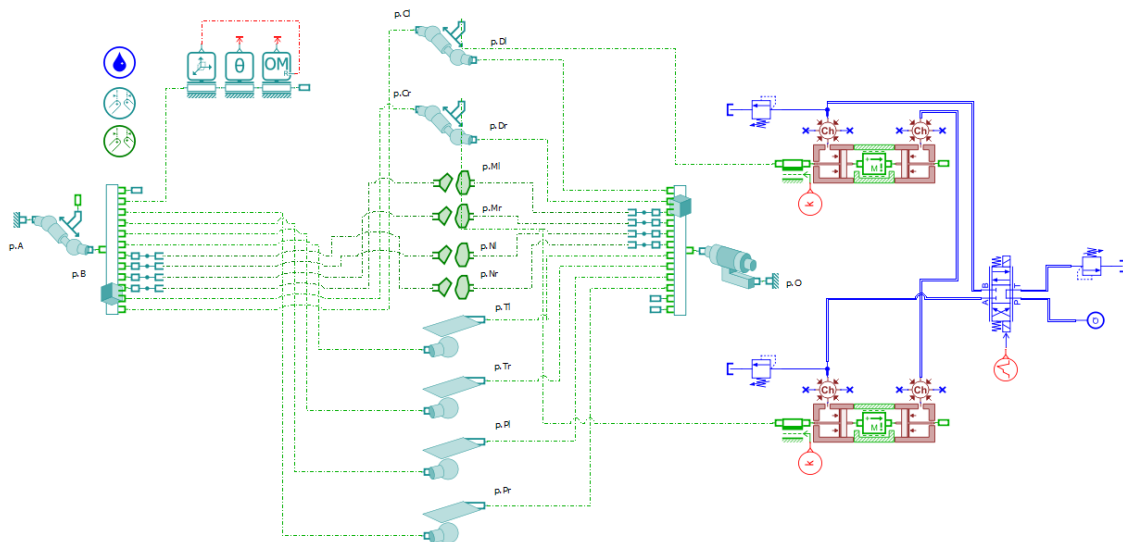 p.Cl
p.Dl
θ
OM
R
p.Cr
p.Dr
Ch
Ch
M
p.Ml
k
p.Mr
p.A
p.Nl
p.B
p.Nr
p.O
B T
A P
p.Tl
p.Tr
Ch
Ch
M
p.Pl
k
p.Pr